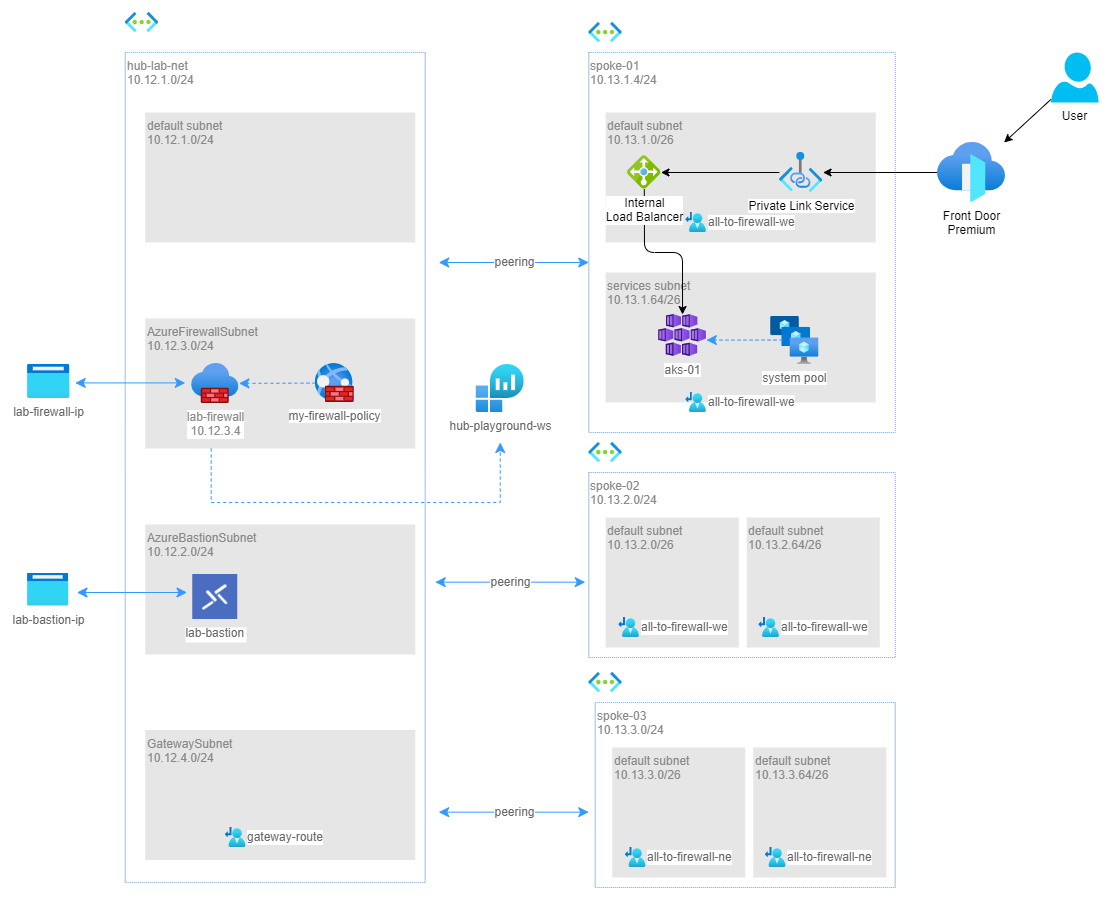 hub-lab-net
10.12.1.0/24
default subnet
10.12.1.0/24
AzureFirewallSubnet
10.12.3.0/24
lab-firewall-ip
lab-firewall
10.12.3.4
my-firewall-policy
hub-playground-ws
AzureBastionSubnet
10.12.2.0/24
lab-bastion-ip
lab-bastion
GatewaySubnet
10.12.4.0/24
gateway-route
peering
peering
peering
spoke-01
10.13.1.4/24
default subnet
10.13.1.0/26
Internal
Load Balancer
Private Link Service
all-to-firewall-we
services subnet
10.13.1.64/26
aks-01
system pool
all-to-firewall-we
User
Front Door
Premium
spoke-02
10.13.2.0/24
default subnet
10.13.2.0/26
all-to-firewall-we
default subnet
10.13.2.64/26
all-to-firewall-we
spoke-03
10.13.3.0/24
default subnet
10.13.3.0/26
all-to-firewall-ne
default subnet
10.13.3.64/26
all-to-firewall-ne